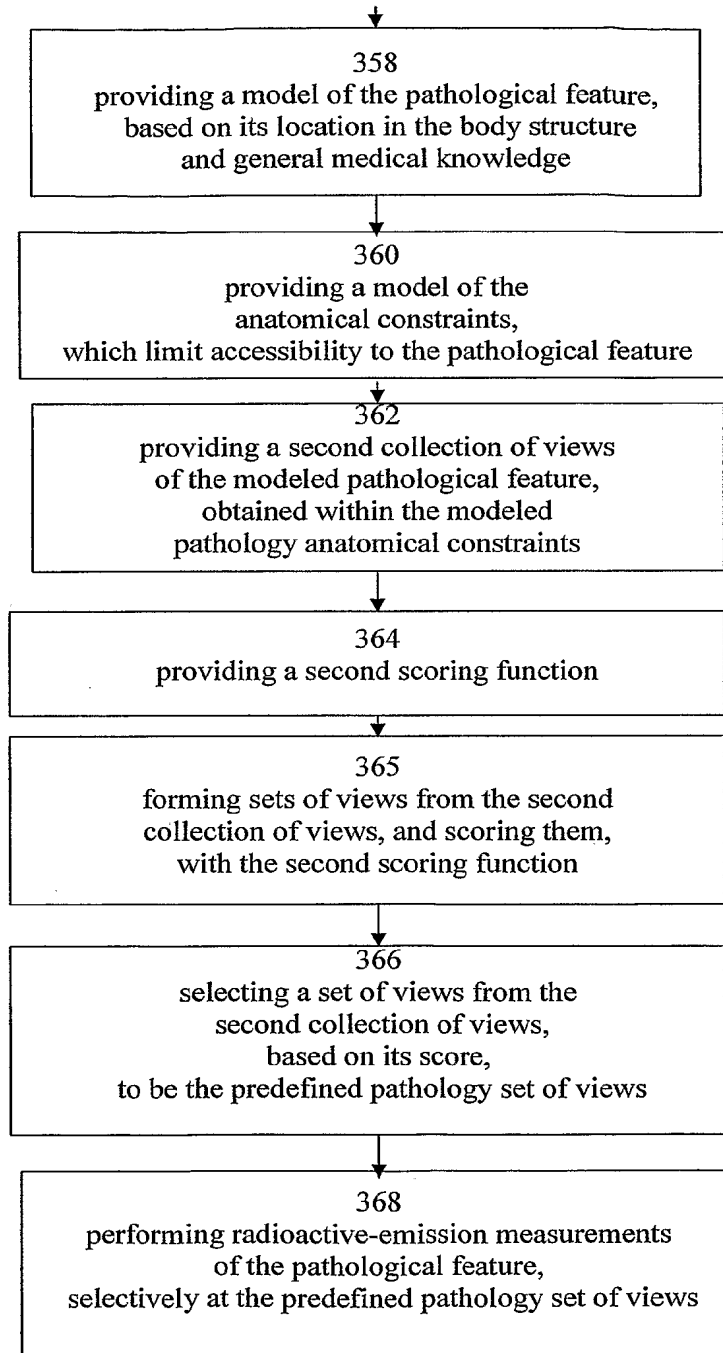 358
providing a model of the pathological feature,
based on its location in the body structure
and general medical knowledge
360
providing a model of the
anatomical constraints,
which limit accessibility to the pathological feature
362
providing a second collection of views
of the modeled pathological feature,
obtained within the modeled
pathology anatomical constraints
364
providing a second scoring function
365
forming sets of views from the second
collection of views, and scoring them,
with the second scoring function
366
selecting a set of views from the
second collection of views,
based on its score,
to be the predefined pathology set of views
368
performing radioactive-emission measurements
of the pathological feature,
selectively at the predefined pathology set of views